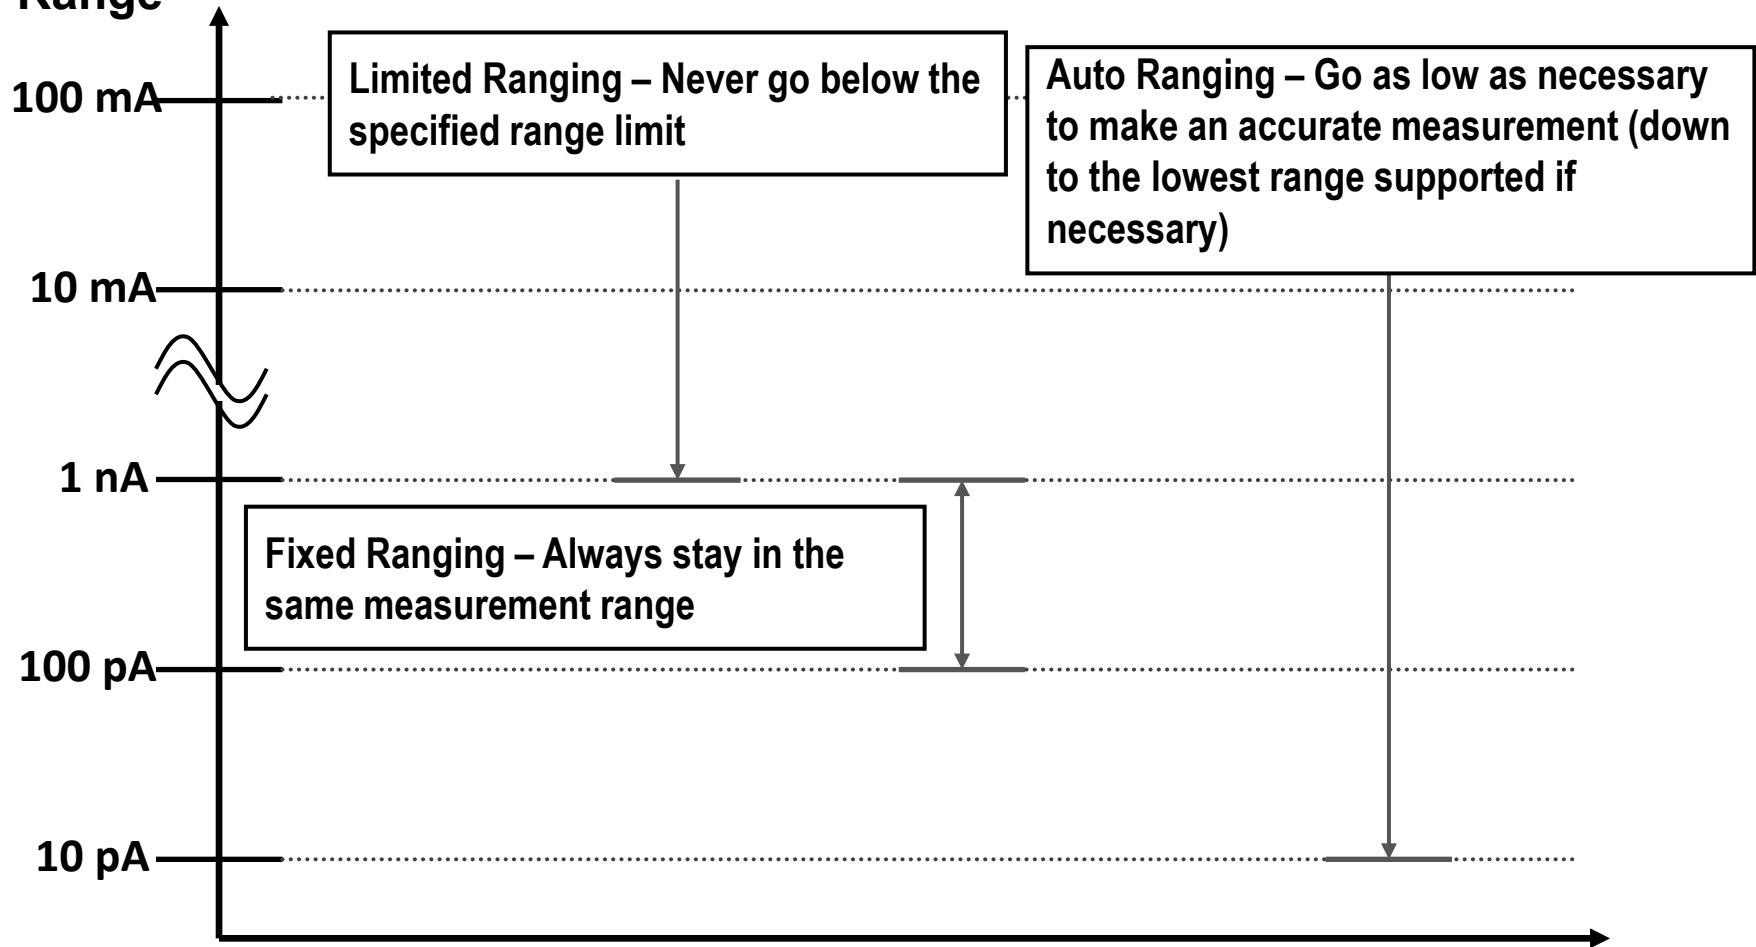 Range
100 mA
Limited Ranging – Never go below the
specified range limit
Auto Ranging – Go as low as necessary
to make an accurate measurement (down
to the lowest range supported if
necessary)
10 mA
1 nA
Fixed Ranging – Always stay in the
same measurement range
100 pA
10 pA